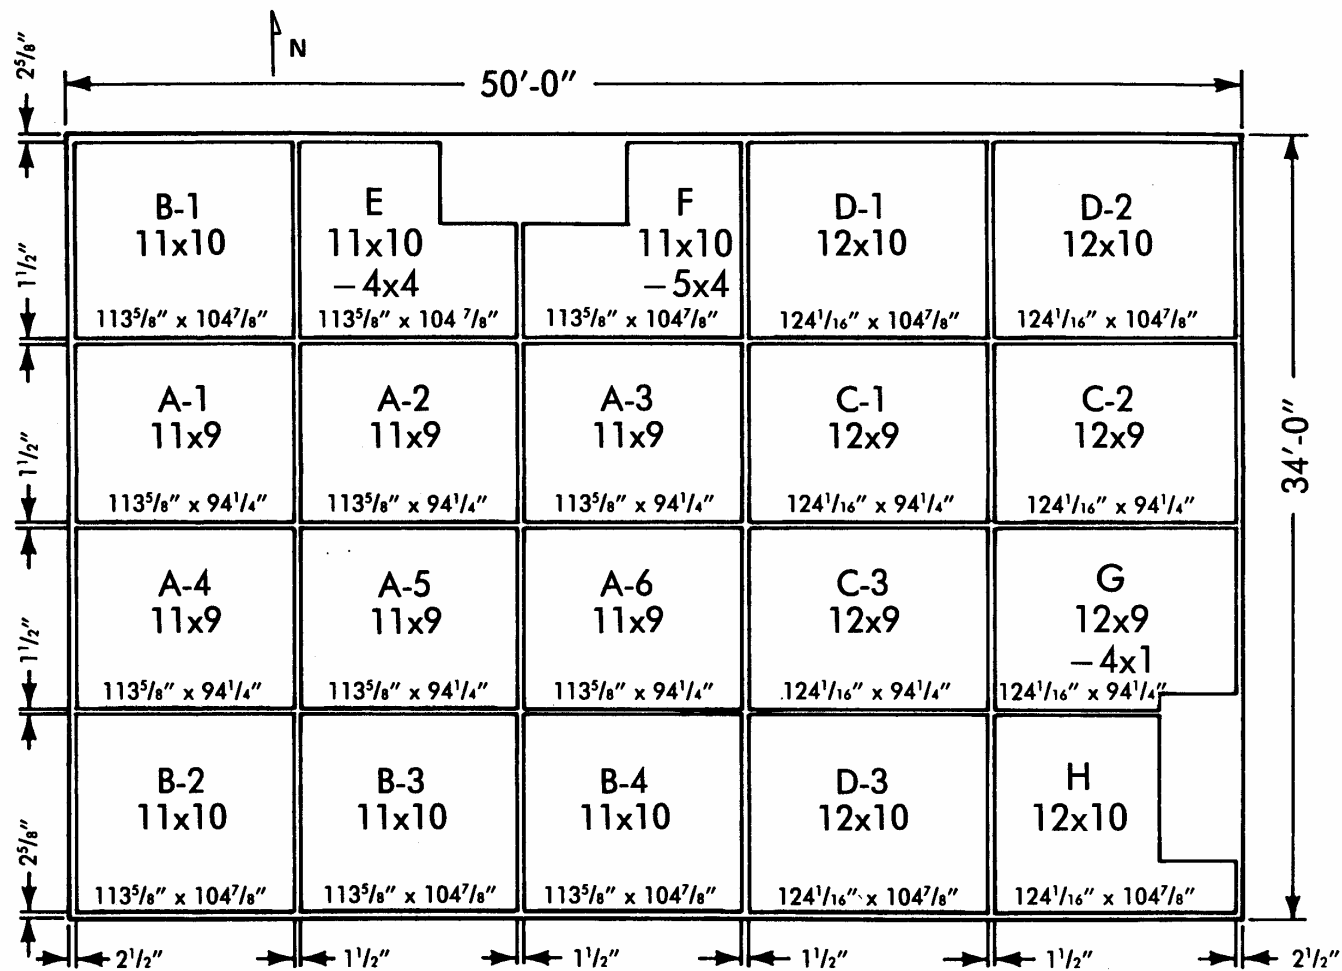 N
2⁵/₈″
50′-0″
B-1
11x10
113⁵/₈″ x 104⁷/₈″
E
11x10
–4x4
113⁵/₈″ x 104 ⁷/₈″
F
11x10
–5x4
113⁵/₈″ x 104⁷/₈″
D-1
12x10
124¹/₁₆″ x 104⁷/₈″
D-2
12x10
124¹/₁₆″ x 104⁷/₈″
1¹/₂″
A-1
11x9
113⁵/₈″ x 94¹/₄″
A-2
11x9
113⁵/₈″ x 94¹/₄″
A-3
11x9
113⁵/₈″ x 94¹/₄″
C-1
12x9
124¹/₁₆″ x 94¹/₄″
C-2
12x9
124¹/₁₆″ x 94¹/₄″
34′-0″
1¹/₂″
A-4
11x9
113⁵/₈″ x 94¹/₄″
A-5
11x9
113⁵/₈″ x 94¹/₄″
A-6
11x9
113⁵/₈″ x 94¹/₄″
C-3
12x9
124¹/₁₆″ x 94¹/₄″
G
12x9
–4x1
124¹/₁₆″ x 94¹/₄″
1¹/₂″
B-2
11x10
113⁵/₈″ x 104⁷/₈″
B-3
11x10
113⁵/₈″ x 104⁷/₈″
B-4
11x10
113⁵/₈″ x 104⁷/₈″
D-3
12x10
124¹/₁₆″ x 104⁷/₈″
H
12x10
124¹/₁₆″ x 104⁷/₈″
2⁵/₈″
2¹/₂″
1¹/₂″
1¹/₂″
1¹/₂″
1¹/₂″
2¹/₂″